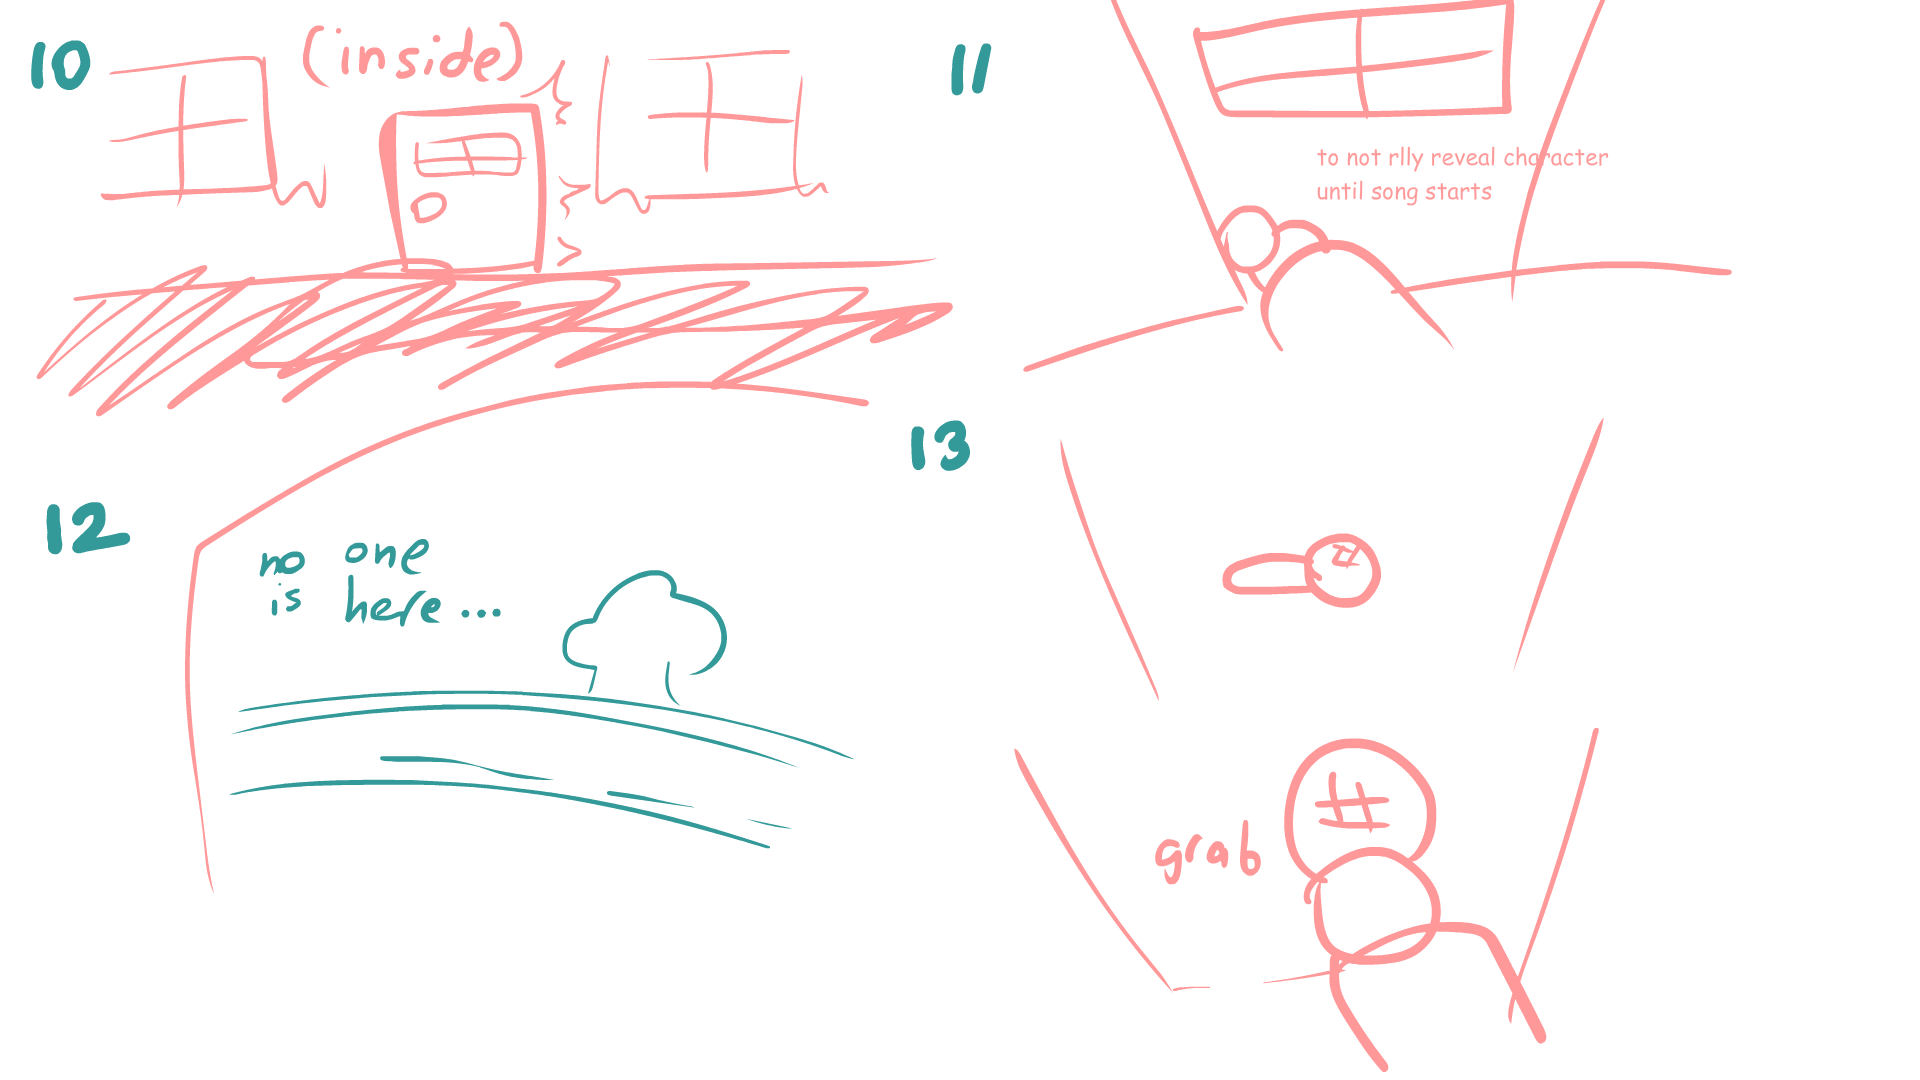 10
(inside)
11
to not rlly reveal character
until song starts
12
no one
is here...
13
grab